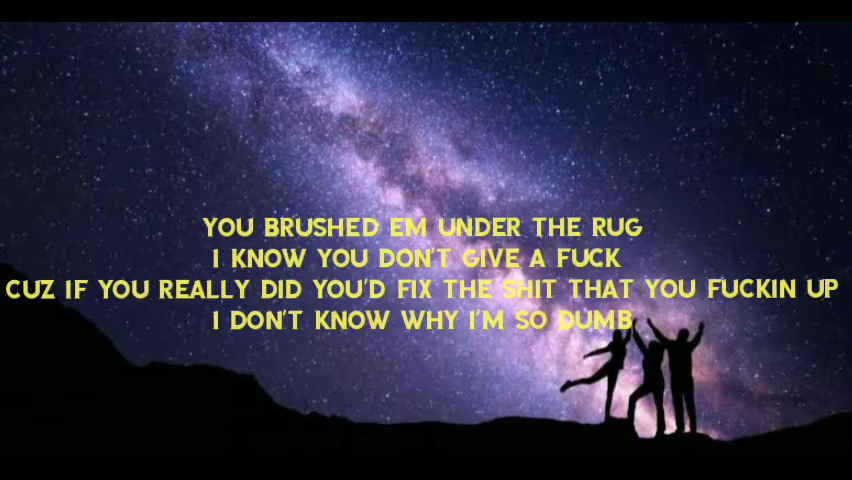 YOU BRUSHED EM UNDER THE RUG
I KNOW YOU DON'T GIVE A FUCK
CUZ IF YOU REALLY DID YOU'D FIX THE SHIT THAT YOU FUCKIN UP
I DON'T KNOW WHY I'M SO DUMB